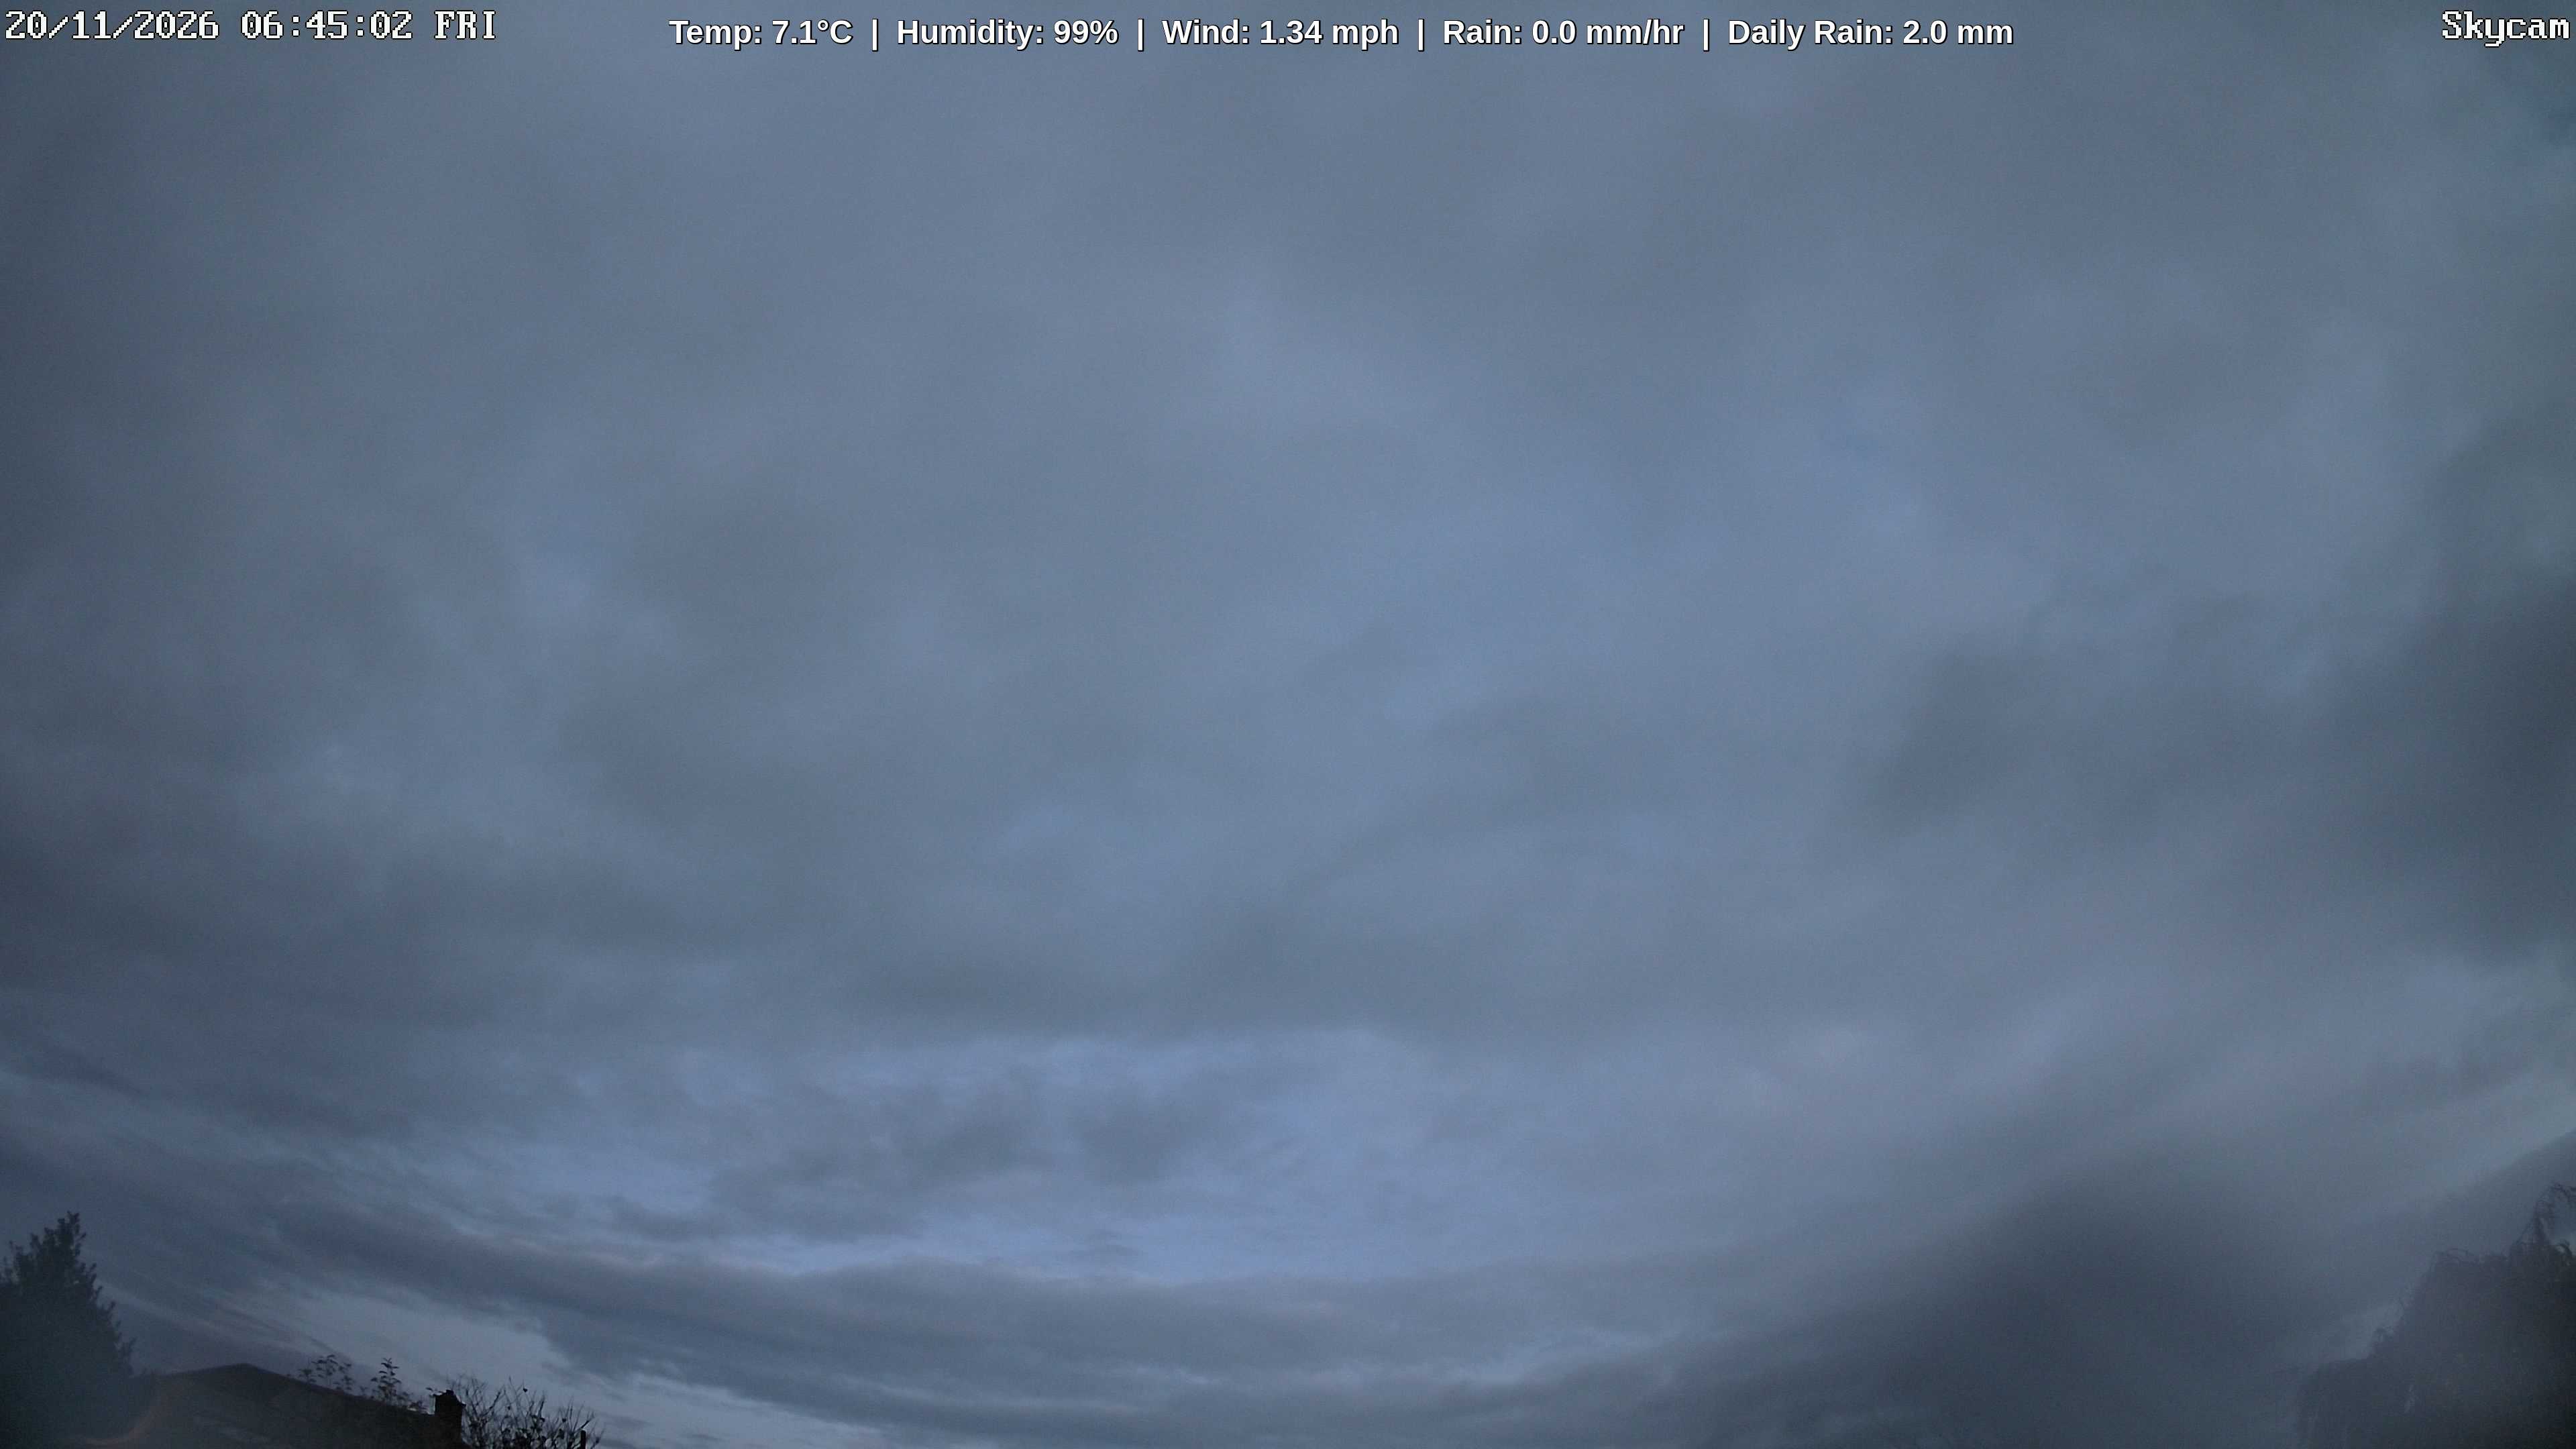 20/11/2026 06:45:02 FRI
Temp: 7.1°C | Humidity: 99% | Wind: 1.34 mph | Rain: 0.0 mm/hr | Daily Rain: 2.0 mm
Skycam